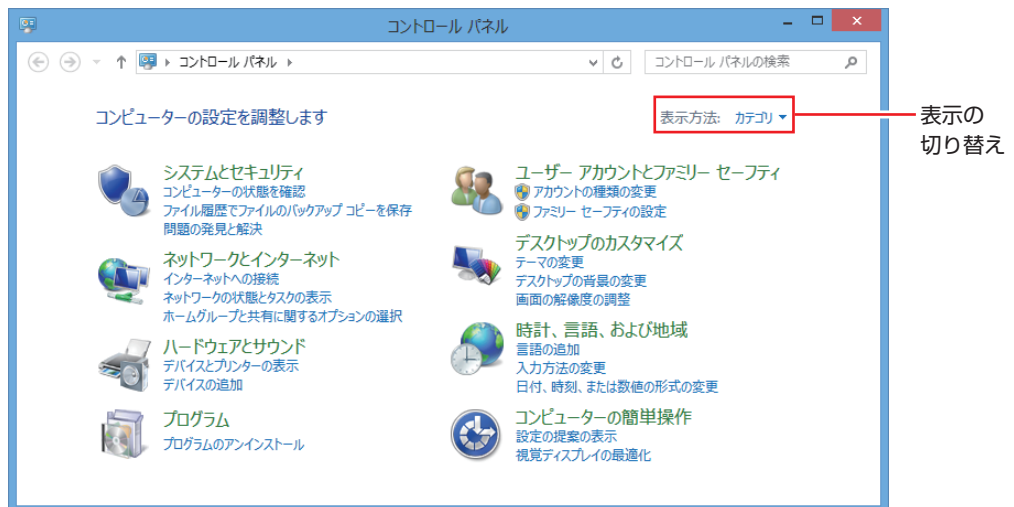 コントロール パネル
コントロール パネル
コントロール パネルの検索
コンピューターの設定を調整します
表示方法: カテゴリ
表示の
切り替え
システムとセキュリティ
コンピューターの状態を確認
ファイル履歴でファイルのバックアップ コピーを保存
問題の発見と解決
ネットワークとインターネット
インターネットへの接続
ネットワークの状態とタスクの表示
ホームグループと共有に関するオプションの選択
ハードウェアとサウンド
デバイスとプリンターの表示
デバイスの追加
プログラム
プログラムのアンインストール
ユーザー アカウントとファミリー セーフティ
アカウントの種類の変更
ファミリー セーフティの設定
デスクトップのカスタマイズ
テーマの変更
デスクトップの背景の変更
画面の解像度の調整
時計、言語、および地域
言語の追加
入力方法の変更
日付、時刻、または数値の形式の変更
コンピューターの簡単操作
設定の提案の表示
視覚ディスプレイの最適化